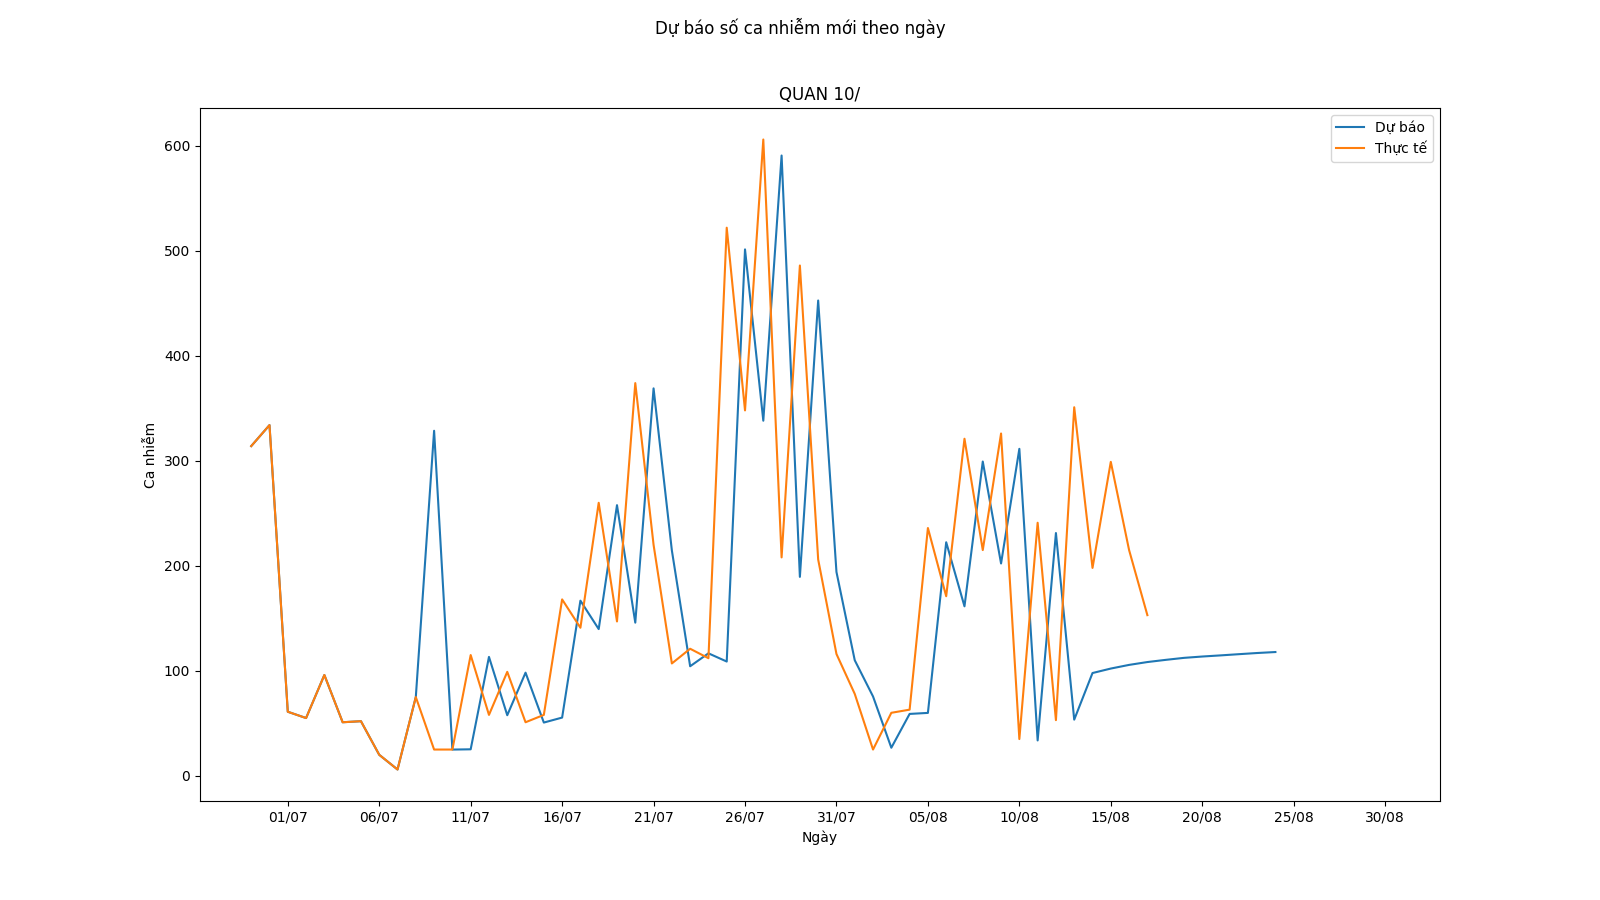 Dự báo số ca nhiễm mới theo ngày
QUAN 10/
Dự báo
Thực tế
600
500
400
300
200
100
0
Ca nhiễm
01/07 06/07 11/07 16/07 21/07 26/07 31/07 05/08 10/08 15/08 20/08 25/08 30/08
Ngày